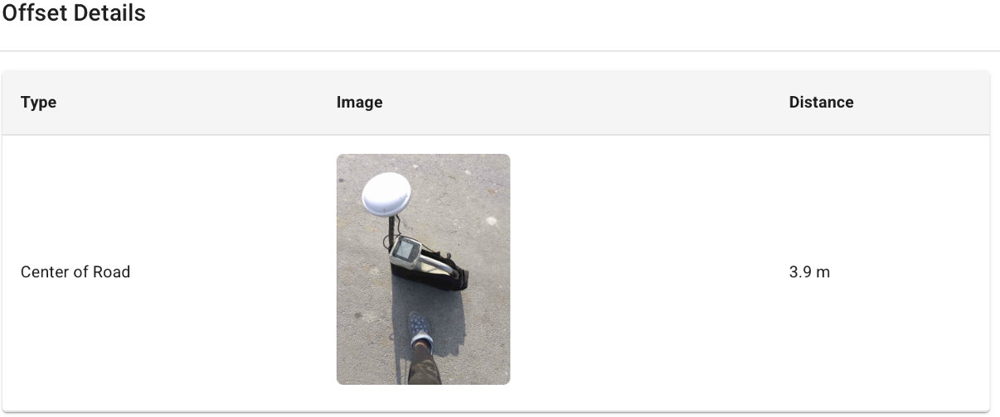 Offset Details
Type Image Distance
Center of Road 3.9 m